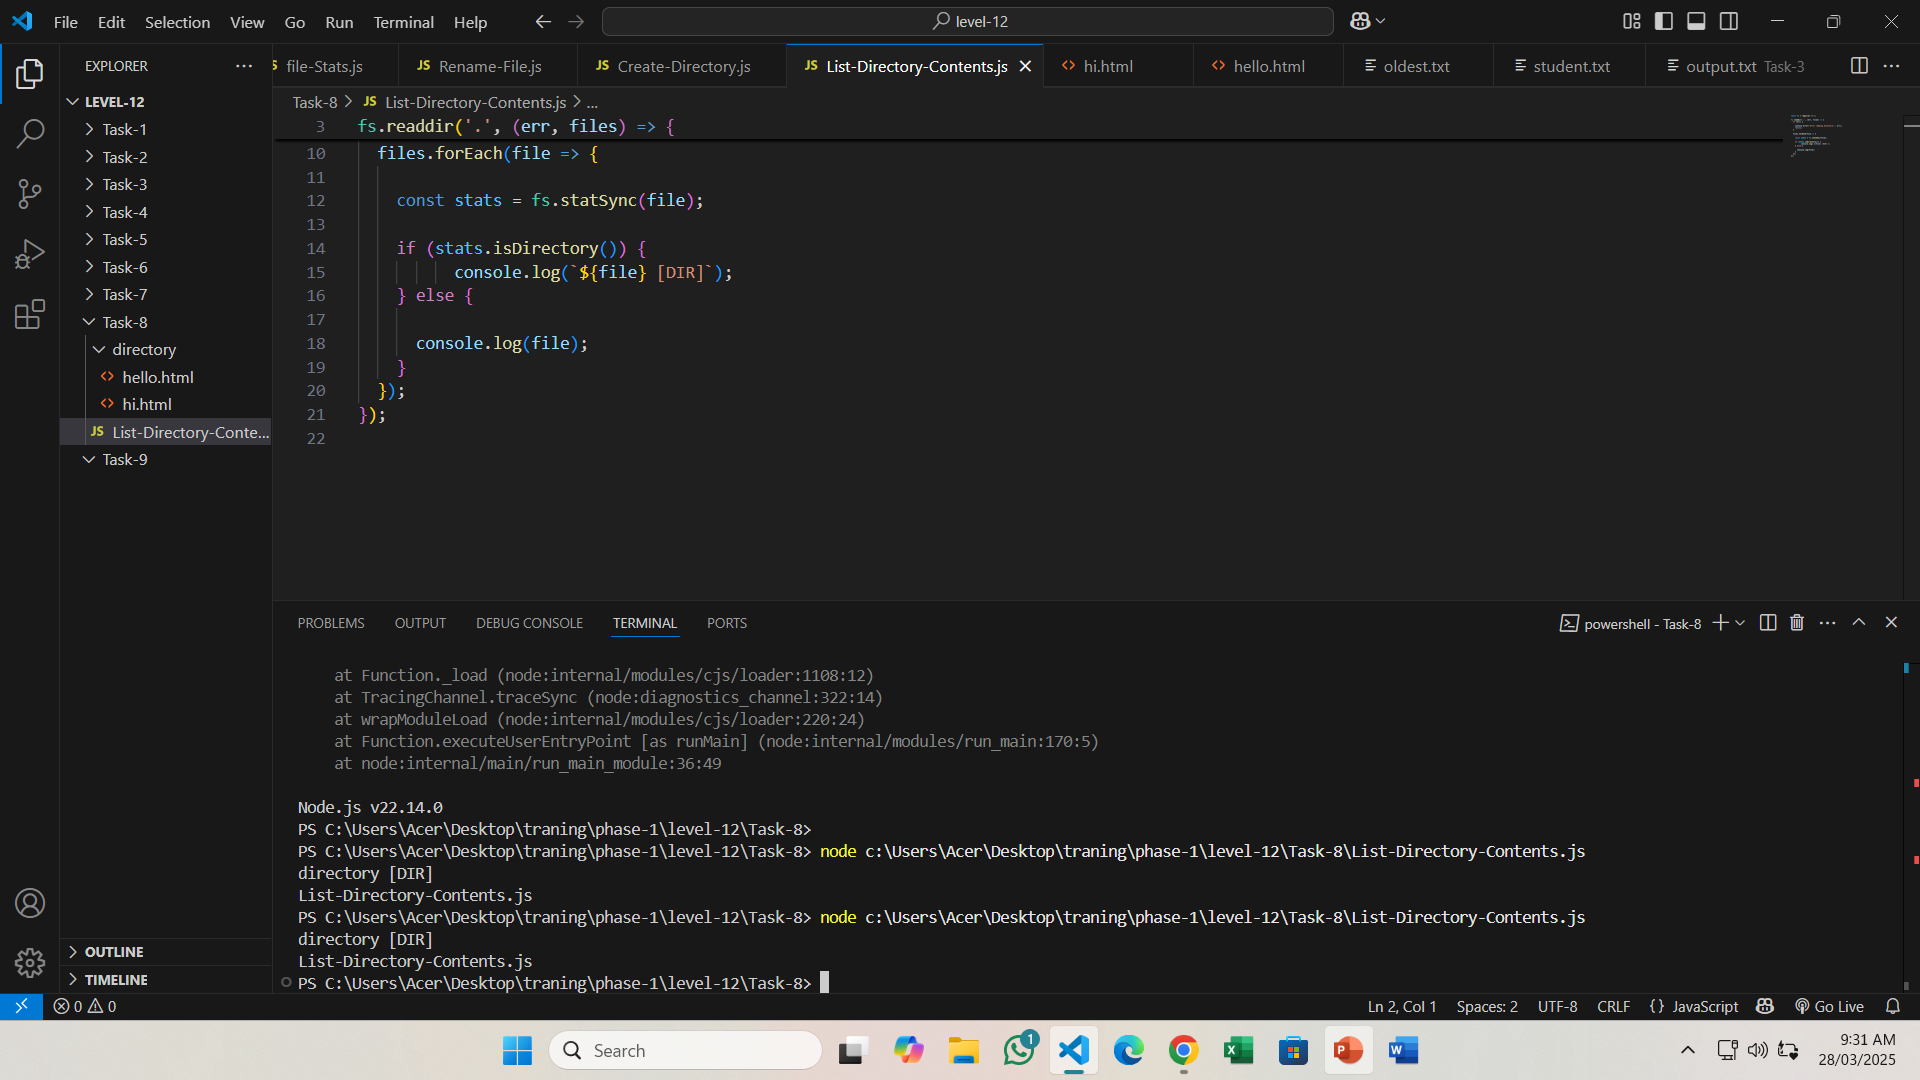 File Edit Selection View Go Run Terminal Help
level-12
EXPLORER
file-Stats.js
Rename-File.js
Create-Directory.js
List-Directory-Contents.js
hi.html
hello.html
oldest.txt
student.txt
output.txt Task-3
LEVEL-12
Task-1
Task-2
Task-3
Task-4
Task-5
Task-6
Task-7
Task-8
directory
hello.html
hi.html
List-Directory-Conte...
Task-9
OUTLINE
TIMELINE
Task-8 > JS List-Directory-Contents.js > ...
3 fs.readdir('.', (err, files) => {
10 files.forEach(file => {
11
12 const stats = fs.statSync(file);
13
14 if (stats.isDirectory()) {
15 console.log(`${file} [DIR]`);
16 } else {
17
18 console.log(file);
19 }
20 });
21 });
22
PROBLEMS OUTPUT DEBUG CONSOLE TERMINAL PORTS
powershell - Task-8
at Function._load (node:internal/modules/cjs/loader:1108:12)
at TracingChannel.traceSync (node:diagnostics_channel:322:14)
at wrapModuleLoad (node:internal/modules/cjs/loader:220:24)
at Function.executeUserEntryPoint [as runMain] (node:internal/modules/run_main:170:5)
at node:internal/main/run_main_module:36:49
Node.js v22.14.0
PS C:\Users\Acer\Desktop\traning\phase-1\level-12\Task-8>
PS C:\Users\Acer\Desktop\traning\phase-1\level-12\Task-8> node c:\Users\Acer\Desktop\traning\phase-1\level-12\Task-8\List-Directory-Contents.js
directory [DIR]
List-Directory-Contents.js
PS C:\Users\Acer\Desktop\traning\phase-1\level-12\Task-8> node c:\Users\Acer\Desktop\traning\phase-1\level-12\Task-8\List-Directory-Contents.js
directory [DIR]
List-Directory-Contents.js
PS C:\Users\Acer\Desktop\traning\phase-1\level-12\Task-8>
0 0
Ln 2, Col 1 Spaces: 2 UTF-8 CRLF {} JavaScript Go Live
Search
1
9:31 AM
28/03/2025